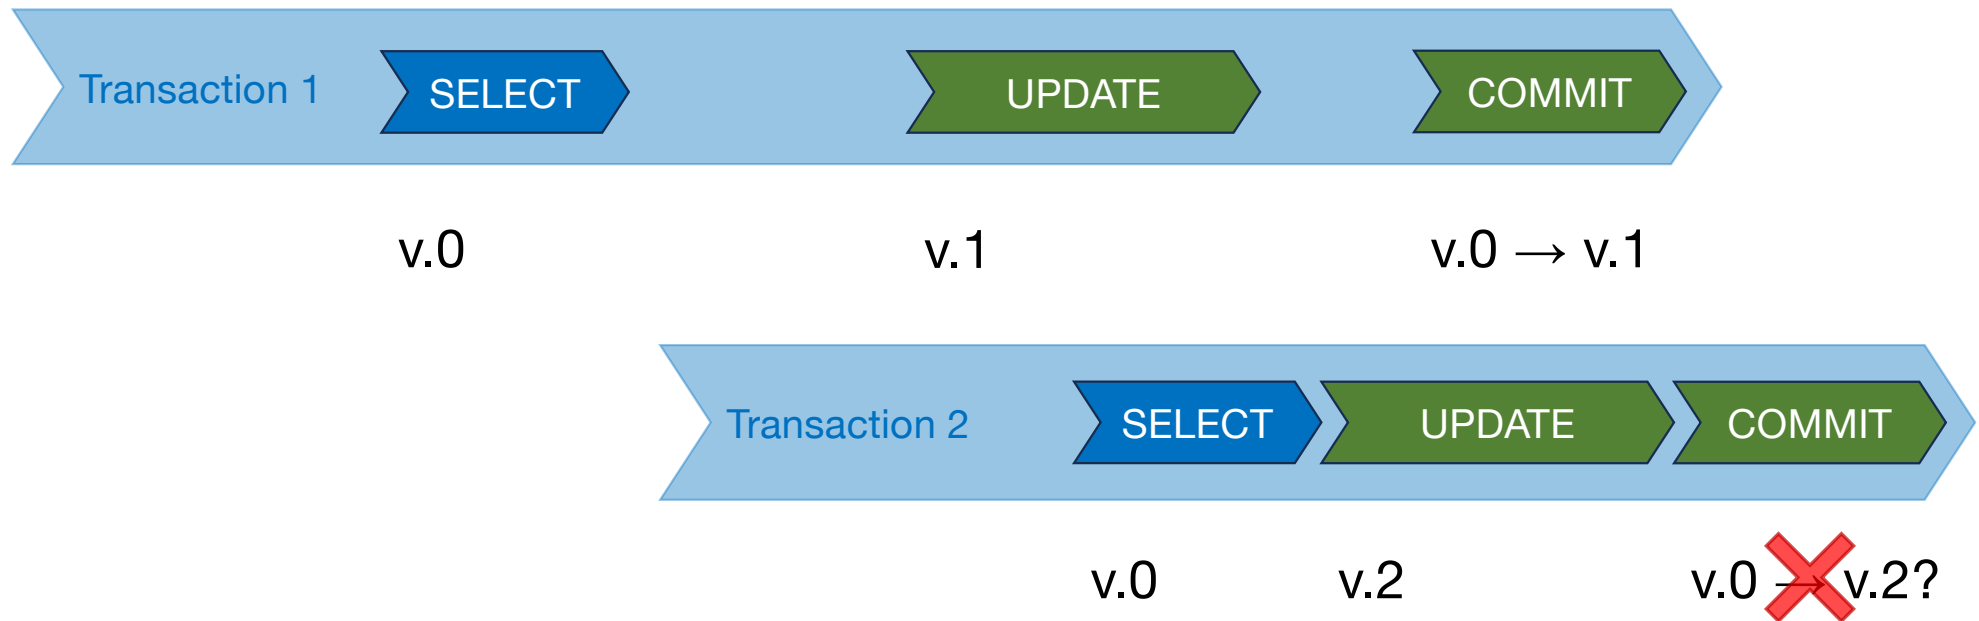 Transaction 1 SELECT UPDATE COMMIT
v.0 v.1 v.0 → v.1
Transaction 2 SELECT UPDATE COMMIT
v.0 v.2 v.0 → v.2?